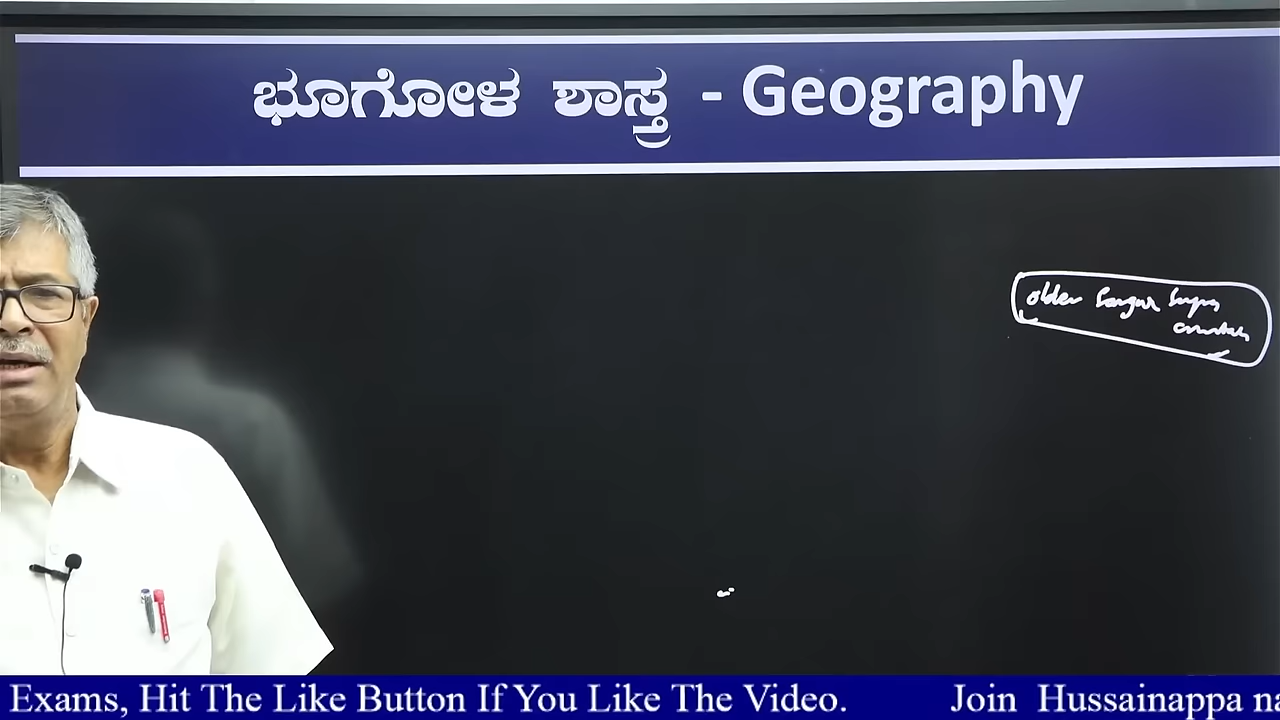 ಭೂಗೋಳ ಶಾಸ್ತ್ರ - Geography
older
Exams, Hit The Like Button If You Like The Video. Join Hussainappa na